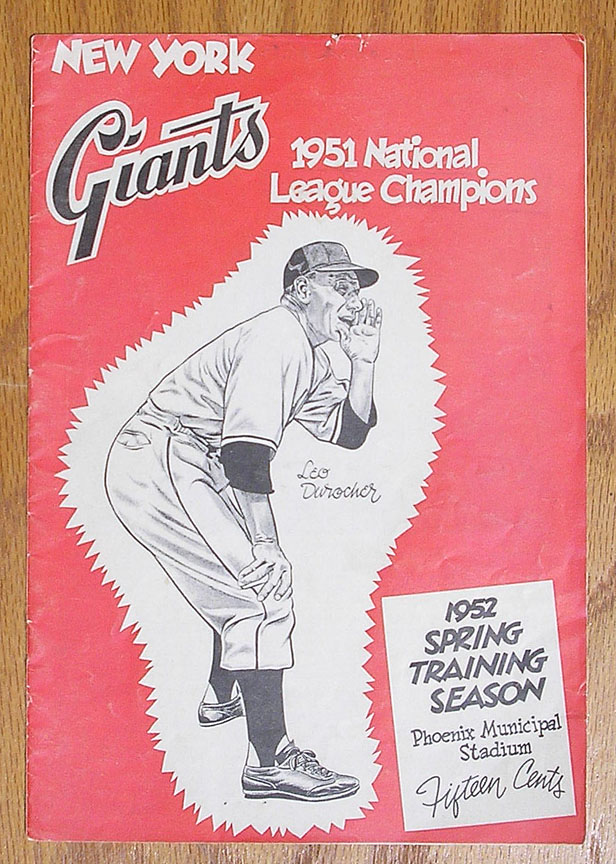 NEW YORK
Giants
1951 National
League Champions
Leo
Durocher
1952
SPRING
TRAINING
SEASON
Phoenix Municipal
Stadium
Fifteen Cents